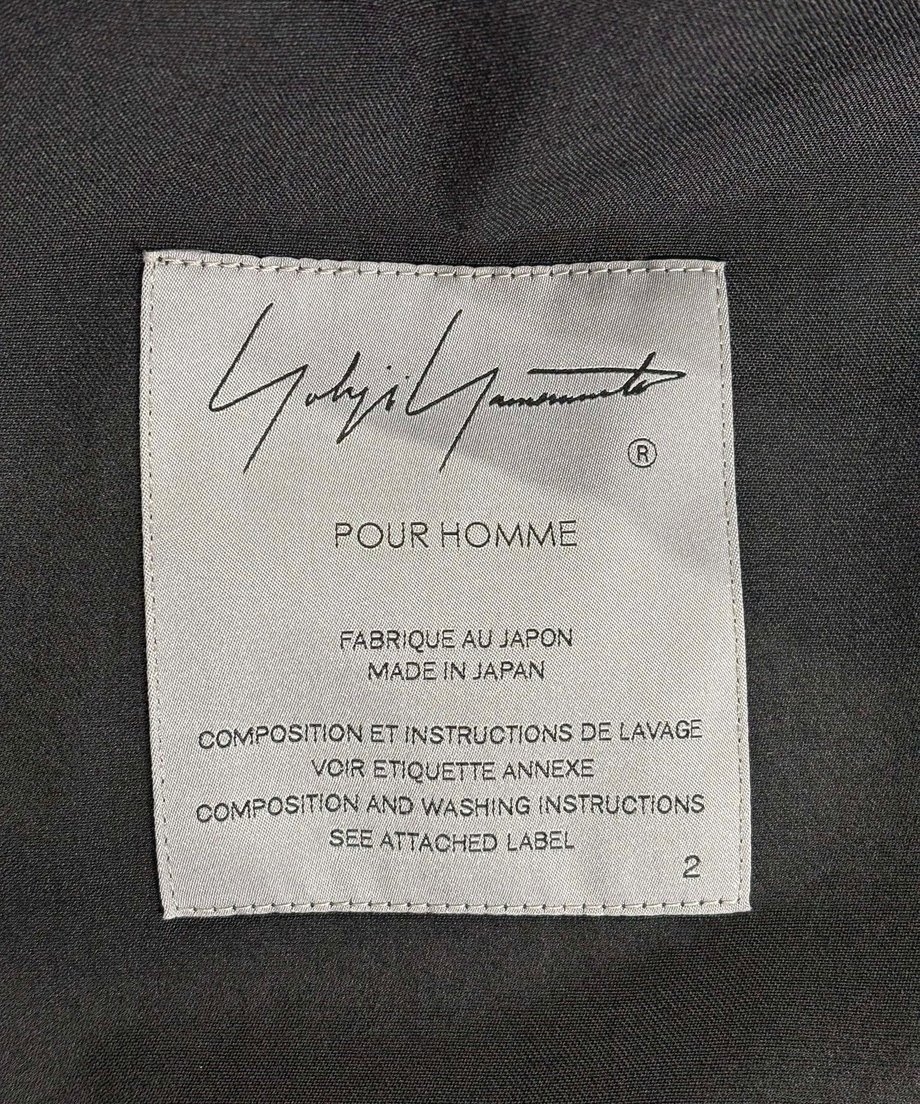 Yohji Yamamoto
®
POUR HOMME
FABRIQUE AU JAPON
MADE IN JAPAN
COMPOSITION ET INSTRUCTIONS DE LAVAGE
VOIR ETIQUETTE ANNEXE
COMPOSITION AND WASHING INSTRUCTIONS
SEE ATTACHED LABEL
2